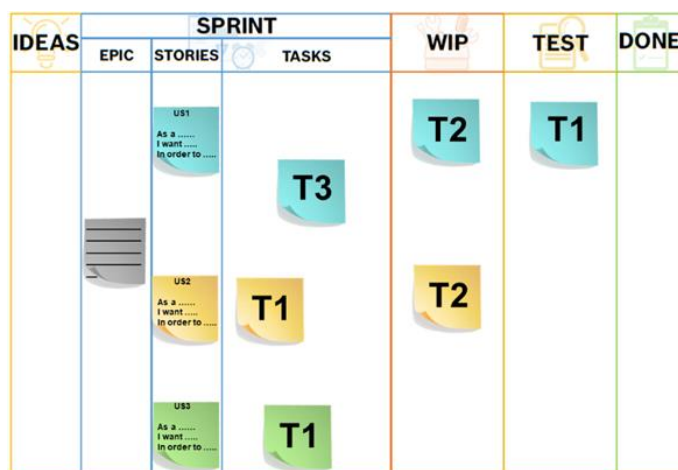 IDEAS
SPRINT
EPIC
STORIES
TASKS
WIP
TEST
DONE
US1
As a ......
I want .....
In order to .....
T3
T2
T1
US2
As a ......
I want .....
In order to .....
T1
T2
US3
As a ......
I want .....
In order to .....
T1